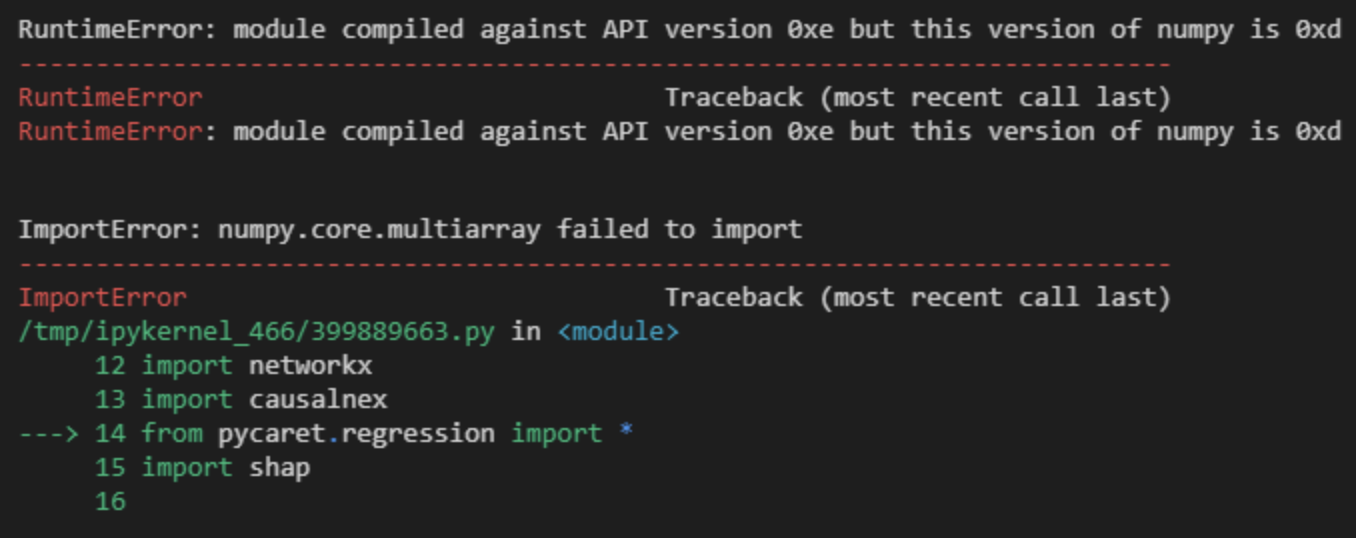 RuntimeError: module compiled against API version 0xe but this version of numpy is 0xd
---------------------------------------------------------------------------
RuntimeError                              Traceback (most recent call last)
RuntimeError: module compiled against API version 0xe but this version of numpy is 0xd
ImportError: numpy.core.multiarray failed to import
---------------------------------------------------------------------------
ImportError                               Traceback (most recent call last)
/tmp/ipykernel_466/399889663.py in <module>
     12 import networkx
     13 import causalnex
---> 14 from pycaret.regression import *
     15 import shap
     16